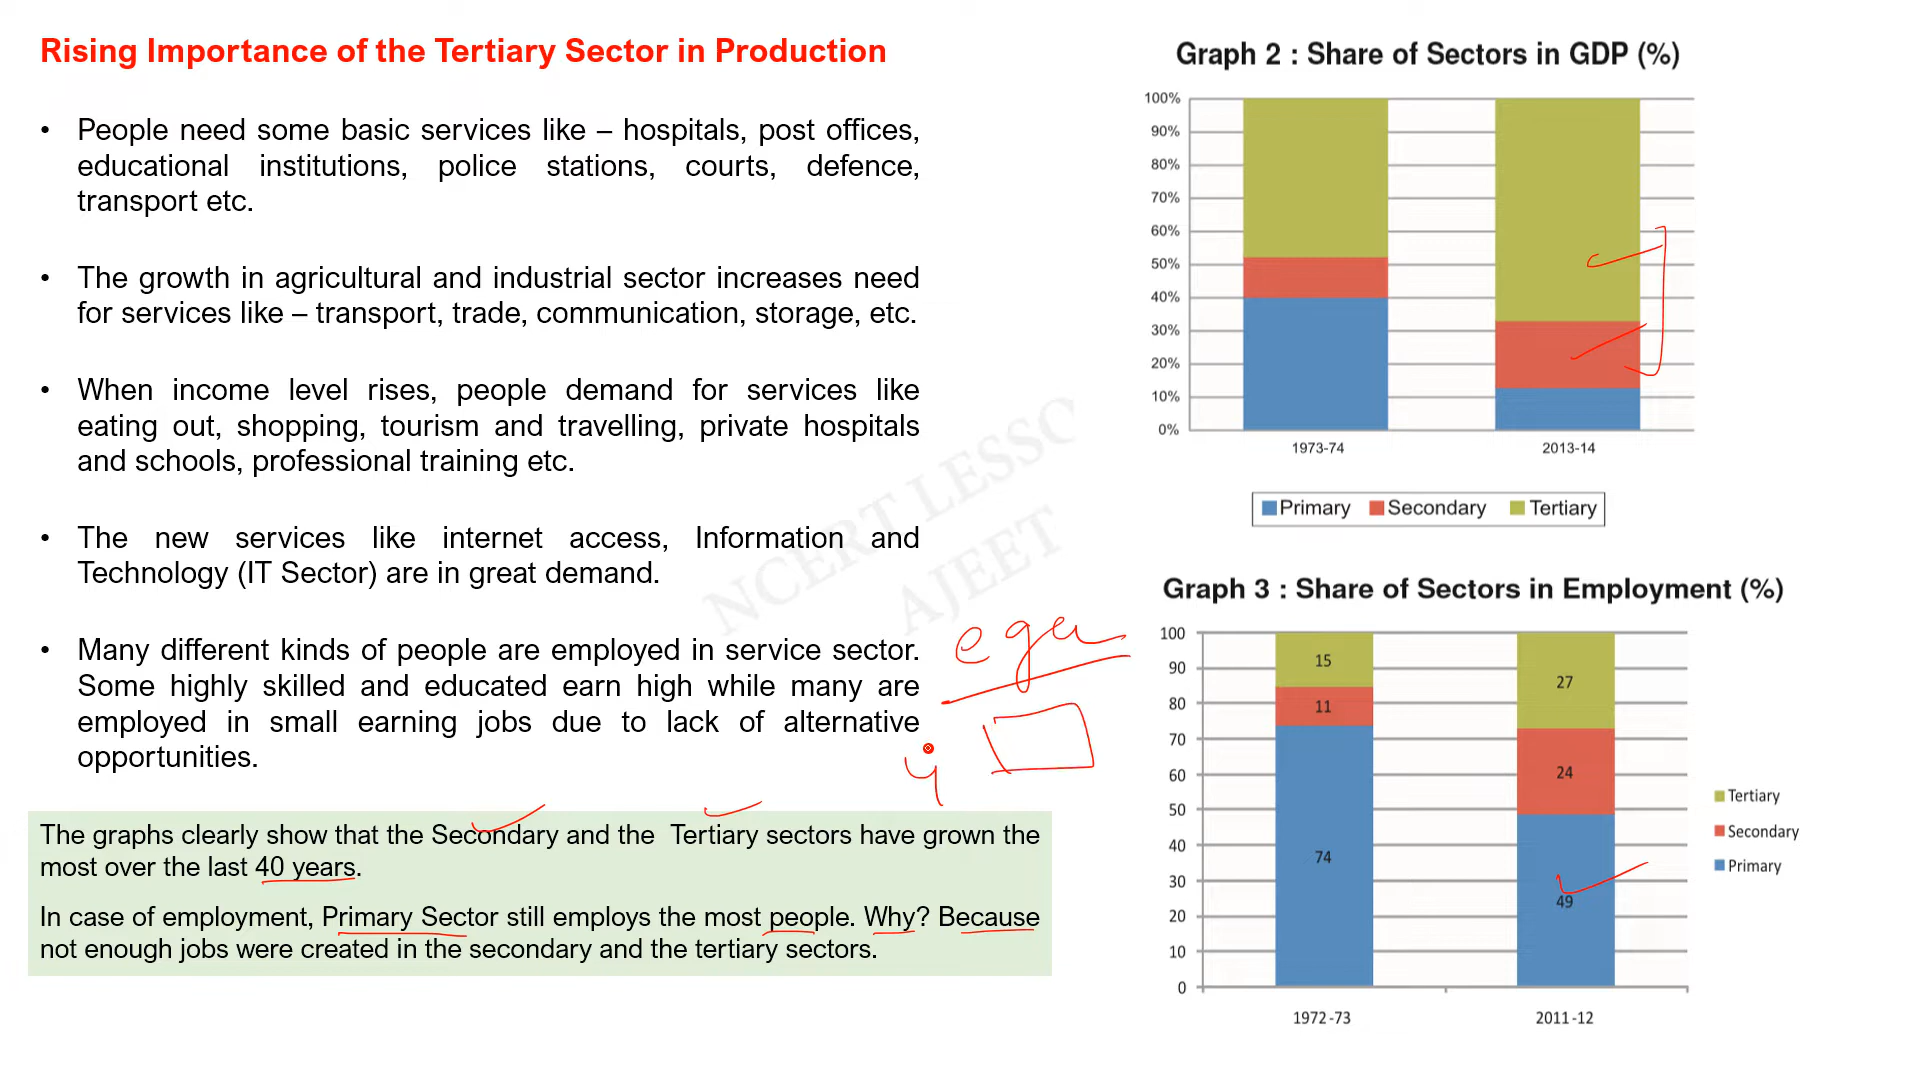 Rising Importance of the Tertiary Sector in Production
• People need some basic services like – hospitals, post offices,
educational institutions, police stations, courts, defence,
transport etc.
• The growth in agricultural and industrial sector increases need
for services like – transport, trade, communication, storage, etc.
• When income level rises, people demand for services like
eating out, shopping, tourism and travelling, private hospitals
and schools, professional training etc.
• The new services like internet access, Information and
Technology (IT Sector) are in great demand.
• Many different kinds of people are employed in service sector.
Some highly skilled and educated earn high while many are
employed in small earning jobs due to lack of alternative
opportunities.
The graphs clearly show that the Secondary and the Tertiary sectors have grown the
most over the last 40 years.
In case of employment, Primary Sector still employs the most people. Why? Because
not enough jobs were created in the secondary and the tertiary sectors.
NCERT LESSO
AJEET
Graph 2 : Share of Sectors in GDP (%)
100%
90%
80%
70%
60%
50%
40%
30%
20%
10%
0%
1973-74 2013-14
Primary Secondary Tertiary
Graph 3 : Share of Sectors in Employment (%)
100
90
80
70
60
50
40
30
20
10
0
15
11
74
27
24
49
1972-73 2011-12
Tertiary
Secondary
Primary